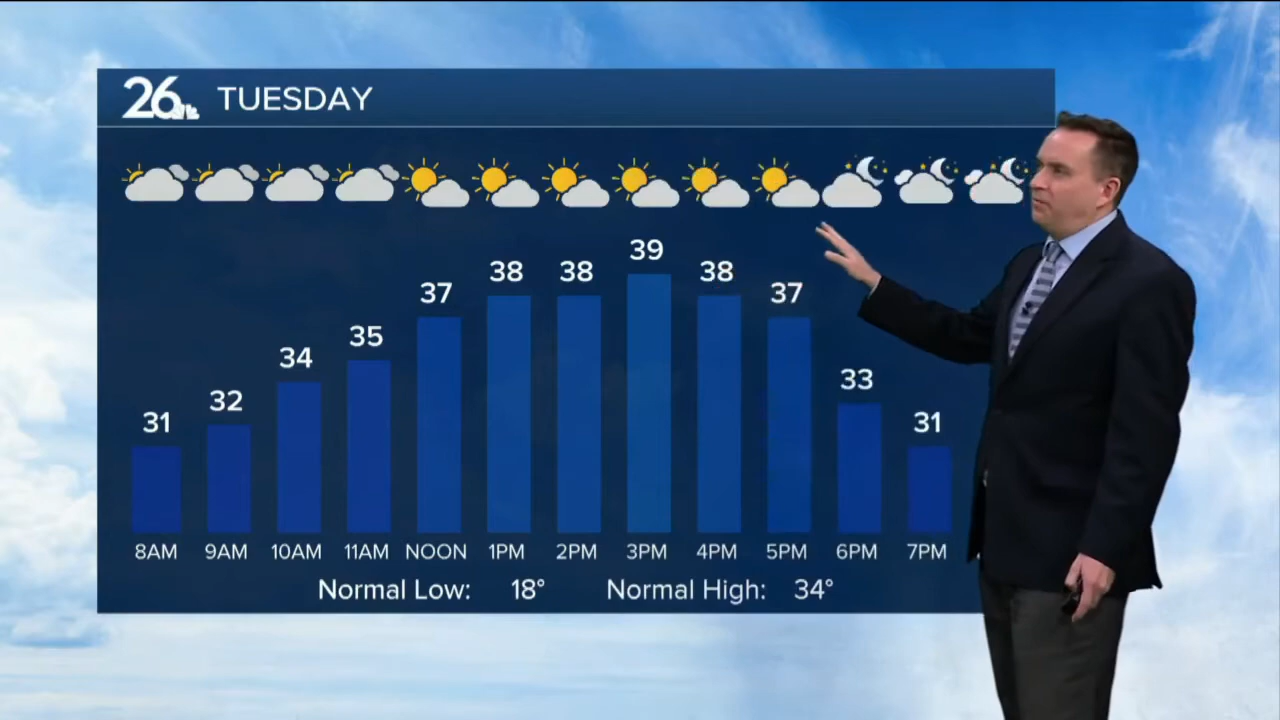 26 TUESDAY
31 32 34 35 37 38 38 39 38 37 33 31
8AM 9AM 10AM 11AM NOON 1PM 2PM 3PM 4PM 5PM 6PM 7PM
Normal Low: 18° Normal High: 34°